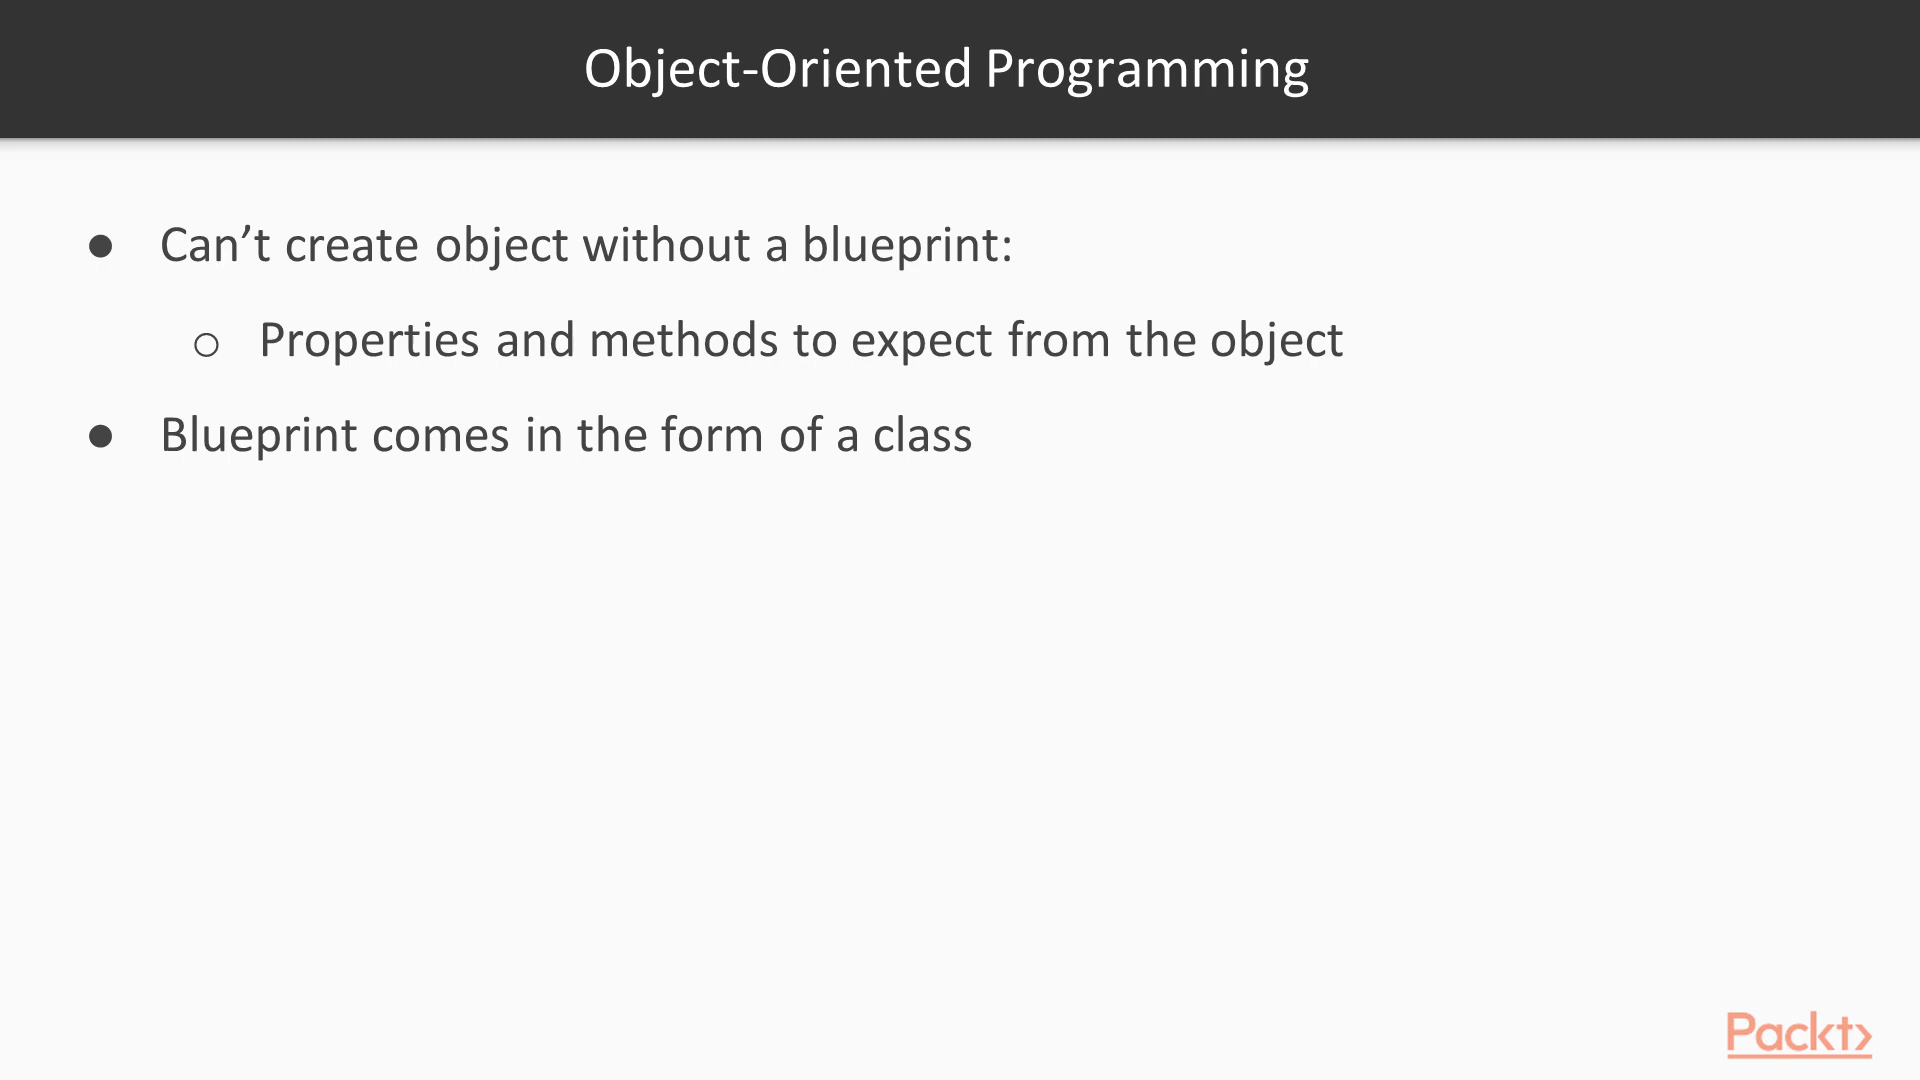 Object-Oriented Programming
● Can’t create object without a blueprint:
○ Properties and methods to expect from the object
● Blueprint comes in the form of a class
Packt>